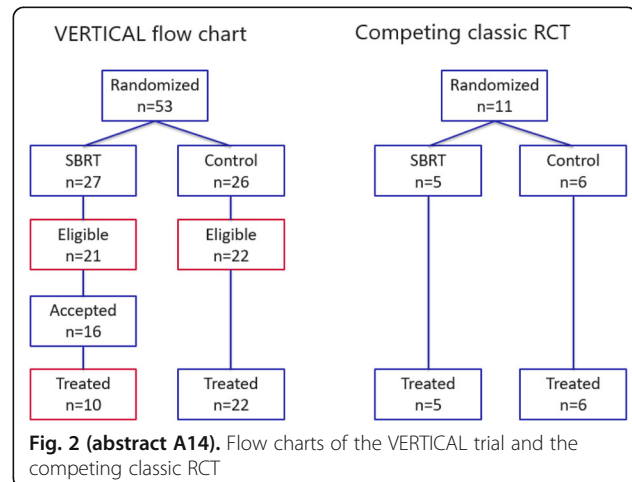 VERTICAL flow chart
Competing classic RCT
Randomized
n=53
Randomized
n=11
SBRT
n=27
Control
n=26
SBRT
n=5
Control
n=6
Eligible
n=21
Eligible
n=22
Accepted
n=16
Treated
n=10
Treated
n=22
Treated
n=5
Treated
n=6
Fig. 2 (abstract A14). Flow charts of the VERTICAL trial and the
competing classic RCT